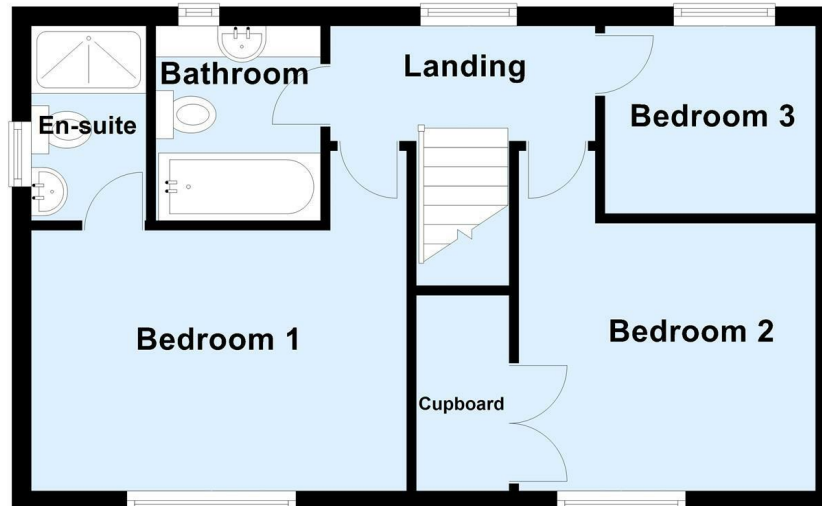 Bathroom
Landing
En-suite
Bedroom 3
Bedroom 1
Bedroom 2
Cupboard